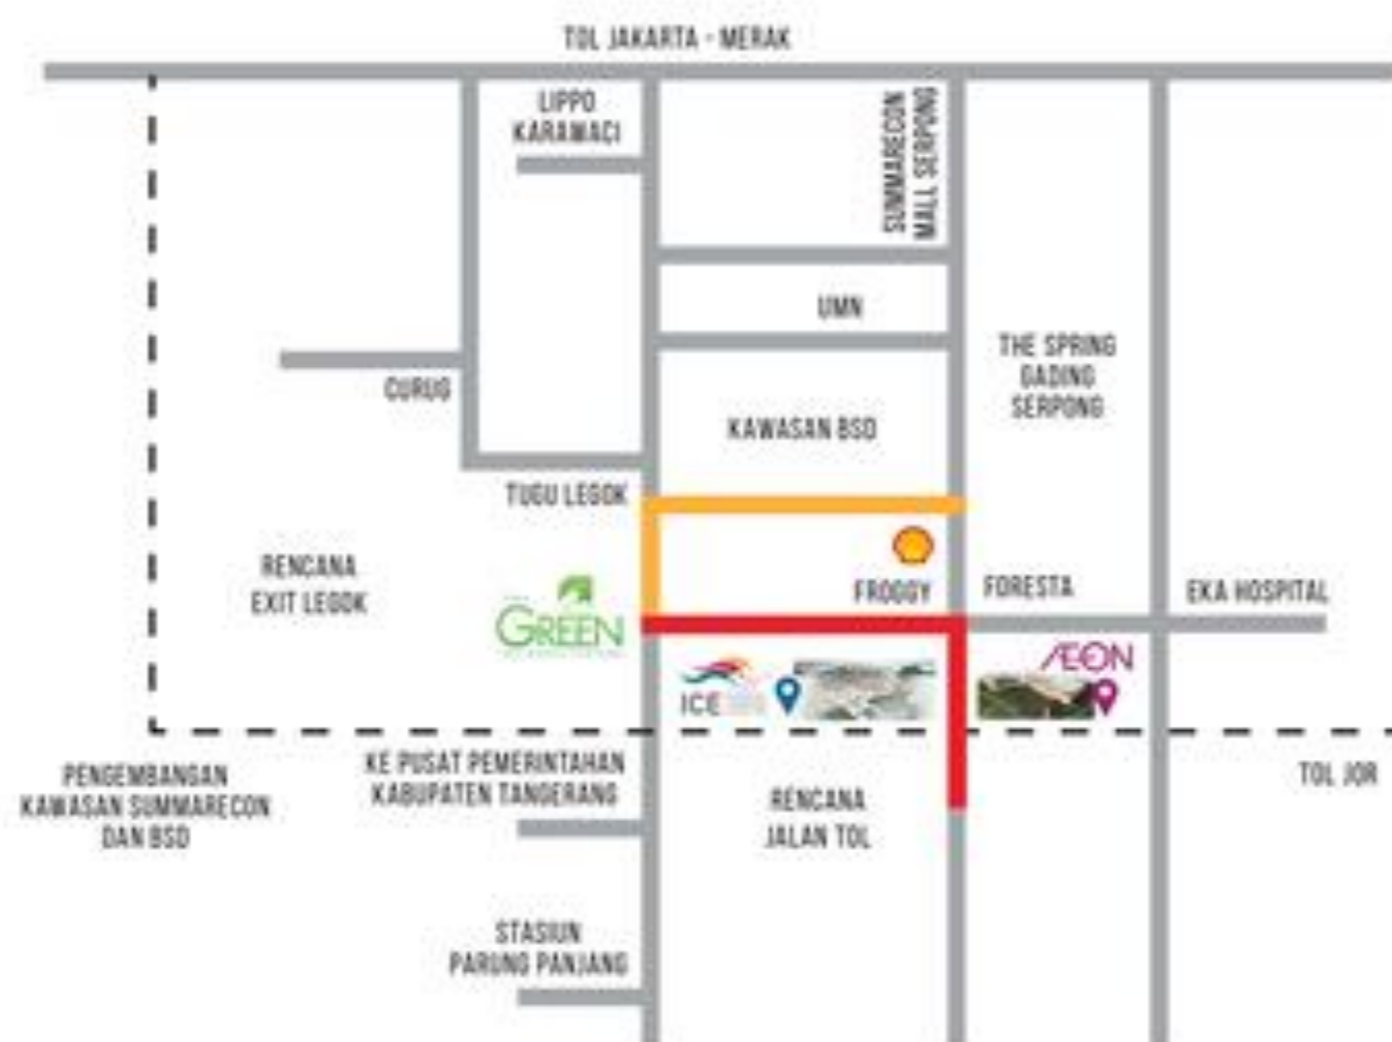 TOL JAKARTA - MERAK
LIPPO
KARAWACI
SUMMARECON
MALL SERPONG
UMN
THE SPRING
GADING
SERPONG
CURUG
KAWASAN BSD
TUGU LEGOK
RENCANA
EXIT LEGOK
GREEN
FROGGY
FORESTA
EKA HOSPITAL
ICE
ÆON
PENGEMBANGAN
KAWASAN SUMMARECON
DAN BSD
KE PUSAT PEMERINTAHAN
KABUPATEN TANGERANG
RENCANA
JALAN TOL
TOL JOR
STASIUN
PARUNG PANJANG